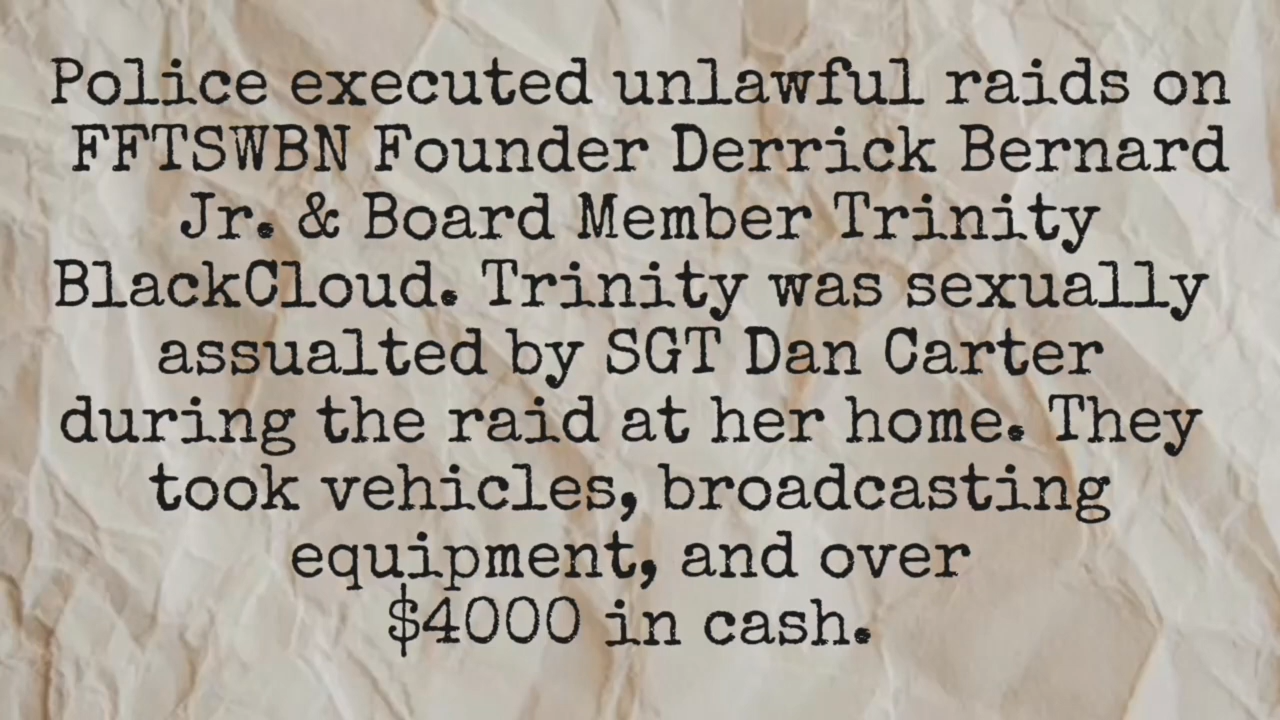 Police executed unlawful raids on
FFTSWBN Founder Derrick Bernard
Jr. & Board Member Trinity
BlackCloud. Trinity was sexually
assualted by SGT Dan Carter
during the raid at her home. They
took vehicles, broadcasting
equipment, and over
$4000 in cash.